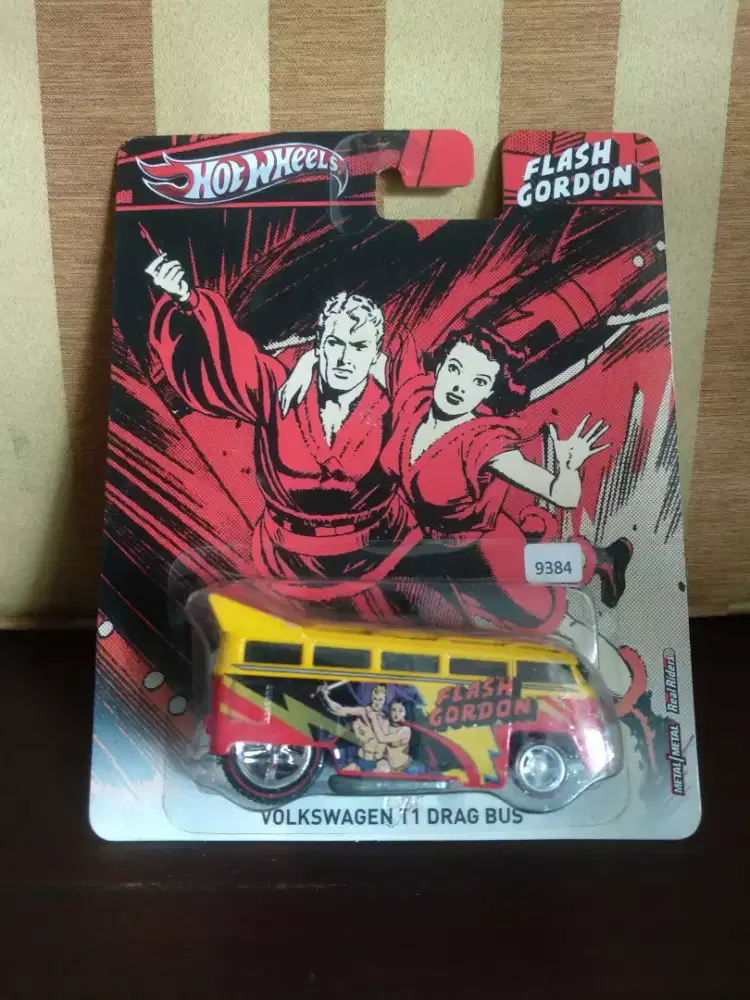 HOT WHEELS
FLASH
GORDON
9384
FLASH
GORDON
METAL/METAL Real Riders
VOLKSWAGEN T1 DRAG BUS